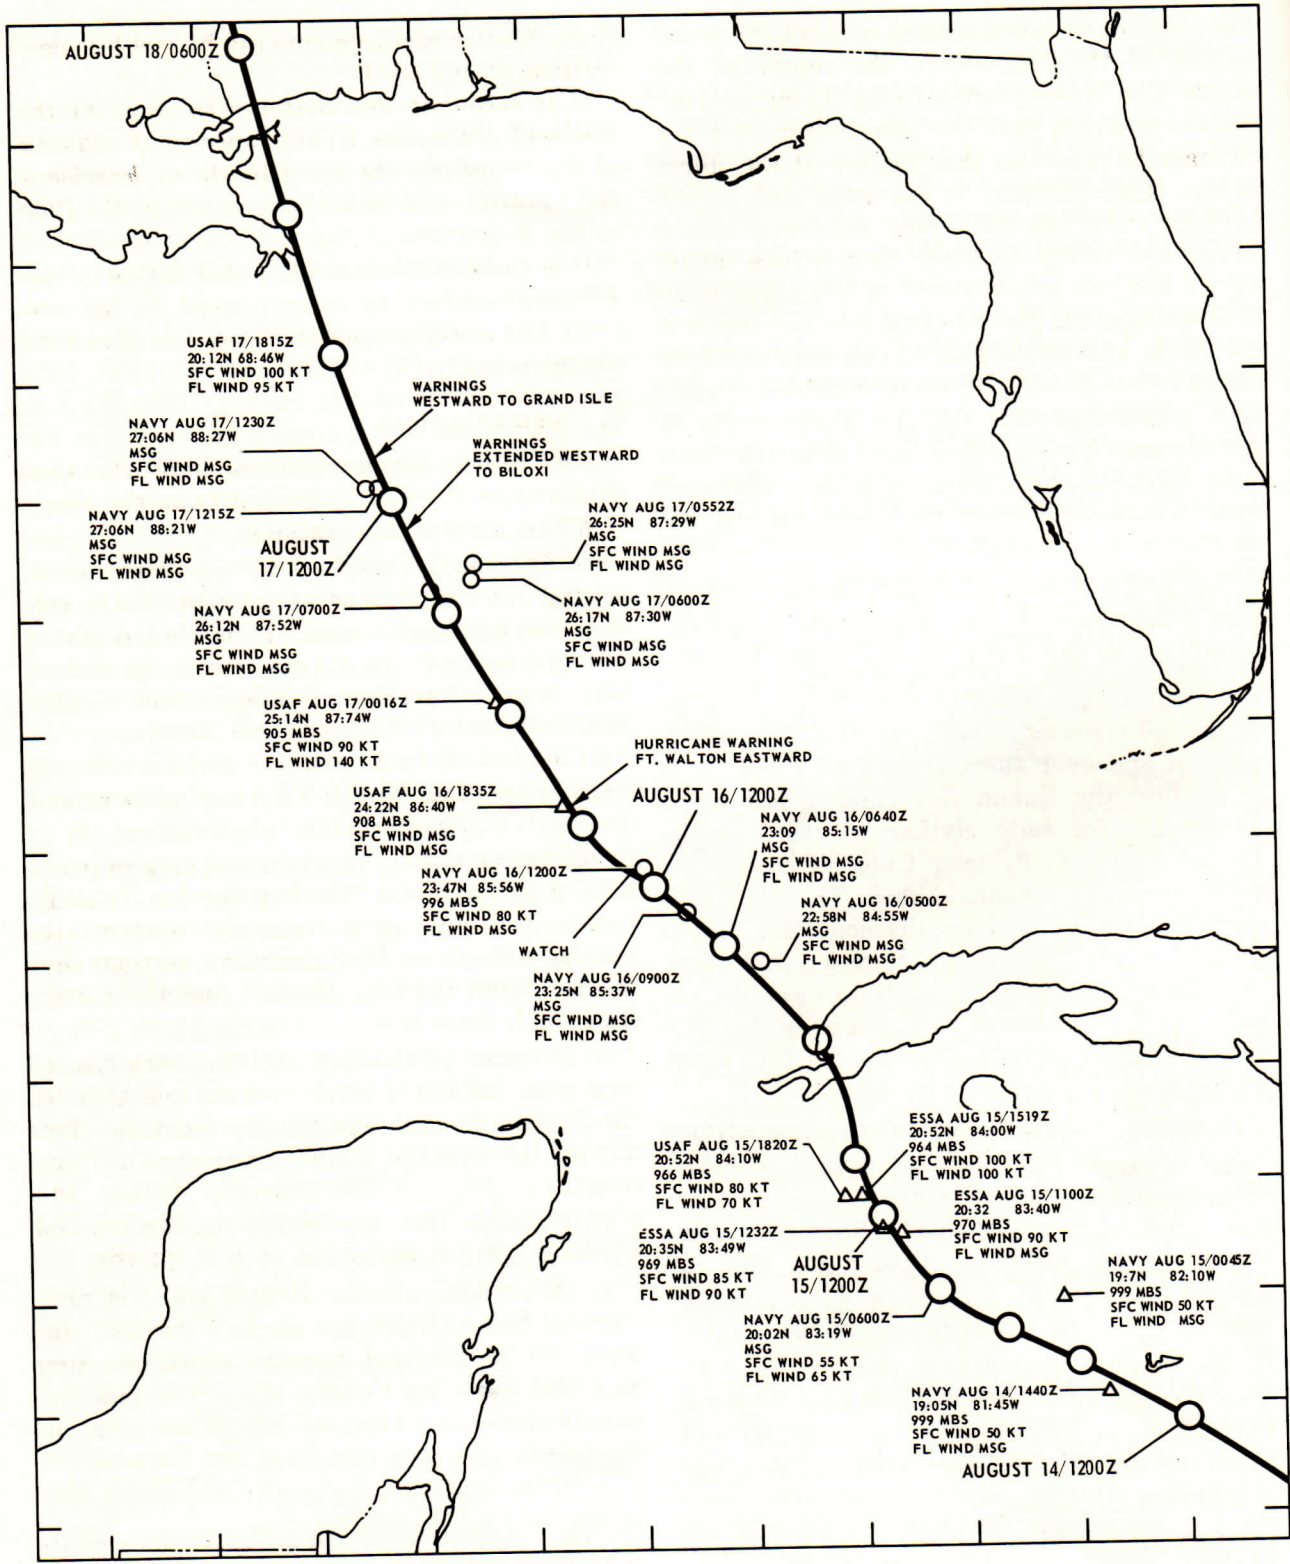 AUGUST 18/0600Z
USAF 17/1815Z
20:12N 68:46W
SFC WIND 100 KT
FL WIND 95 KT
WARNINGS
WESTWARD TO GRAND ISLE
NAVY AUG 17/1230Z
27:06N 88:27W
MSG
SFC WIND MSG
FL WIND MSG
WARNINGS
EXTENDED WESTWARD
TO BILOXI
NAVY AUG 17/1215Z
27:06N 88:21W
MSG
SFC WIND MSG
FL WIND MSG
AUGUST
17/1200Z
NAVY AUG 17/0552Z
26:25N 87:29W
MSG
SFC WIND MSG
FL WIND MSG
NAVY AUG 17/0700Z
26:12N 87:52W
MSG
SFC WIND MSG
FL WIND MSG
NAVY AUG 17/0600Z
26:17N 87:30W
MSG
SFC WIND MSG
FL WIND MSG
USAF AUG 17/0016Z
25:14N 87:74W
905 MBS
SFC WIND 90 KT
FL WIND 140 KT
HURRICANE WARNING
FT. WALTON EASTWARD
USAF AUG 16/1835Z
24:22N 86:40W
908 MBS
SFC WIND MSG
FL WIND MSG
AUGUST 16/1200Z
NAVY AUG 16/0640Z
23:09 85:15W
MSG
SFC WIND MSG
FL WIND MSG
NAVY AUG 16/1200Z
23:47N 85:56W
996 MBS
SFC WIND 80 KT
FL WIND MSG
NAVY AUG 16/0500Z
22:58N 84:55W
MSG
SFC WIND MSG
FL WIND MSG
WATCH
NAVY AUG 16/0900Z
23:25N 85:37W
MSG
SFC WIND MSG
FL WIND MSG
ESSA AUG 15/1519Z
20:52N 84:00W
964 MBS
SFC WIND 100 KT
FL WIND 100 KT
USAF AUG 15/1820Z
20:52N 84:10W
966 MBS
SFC WIND 80 KT
FL WIND 70 KT
ESSA AUG 15/1100Z
20:32 83:40W
970 MBS
SFC WIND 90 KT
FL WIND MSG
ESSA AUG 15/1232Z
20:35N 83:49W
969 MBS
SFC WIND 85 KT
FL WIND 90 KT
AUGUST
15/1200Z
NAVY AUG 15/0045Z
19:7N 82:10W
999 MBS
SFC WIND 50 KT
FL WIND MSG
NAVY AUG 15/0600Z
20:02N 83:19W
MSG
SFC WIND 55 KT
FL WIND 65 KT
NAVY AUG 14/1440Z
19:05N 81:45W
999 MBS
SFC WIND 50 KT
FL WIND MSG
AUGUST 14/1200Z